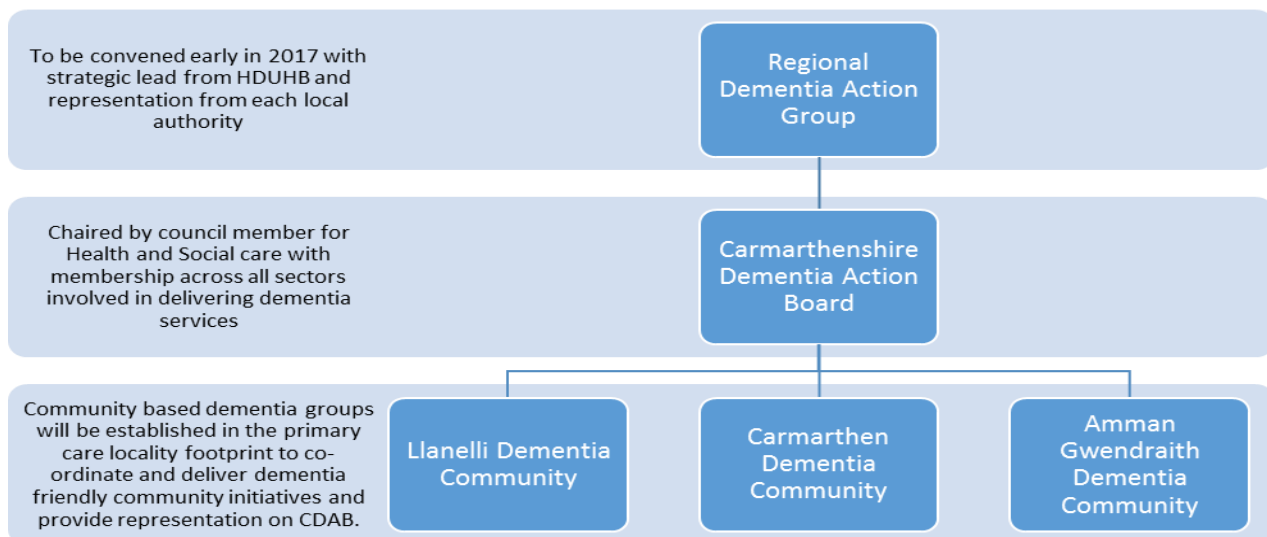 To be convened early in 2017 with
strategic lead from HDUHB and
representation from each local
authority
Regional
Dementia Action
Group
Chaired by council member for
Health and Social care with
membership across all sectors
involved in delivering dementia
services
Carmarthenshire
Dementia Action
Board
Community based dementia groups
will be established in the primary
care locality footprint to co-
ordinate and deliver dementia
friendly community initiatives and
provide representation on CDAB.
Llanelli Dementia
Community
Carmarthen
Dementia
Community
Amman
Gwendraith
Dementia
Community